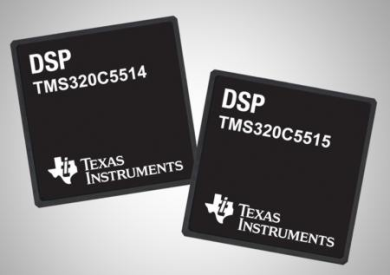 DSP
TMS320C5514
TEXAS
INSTRUMENTS
DSP
TMS320C5515
TEXAS
INSTRUMENTS